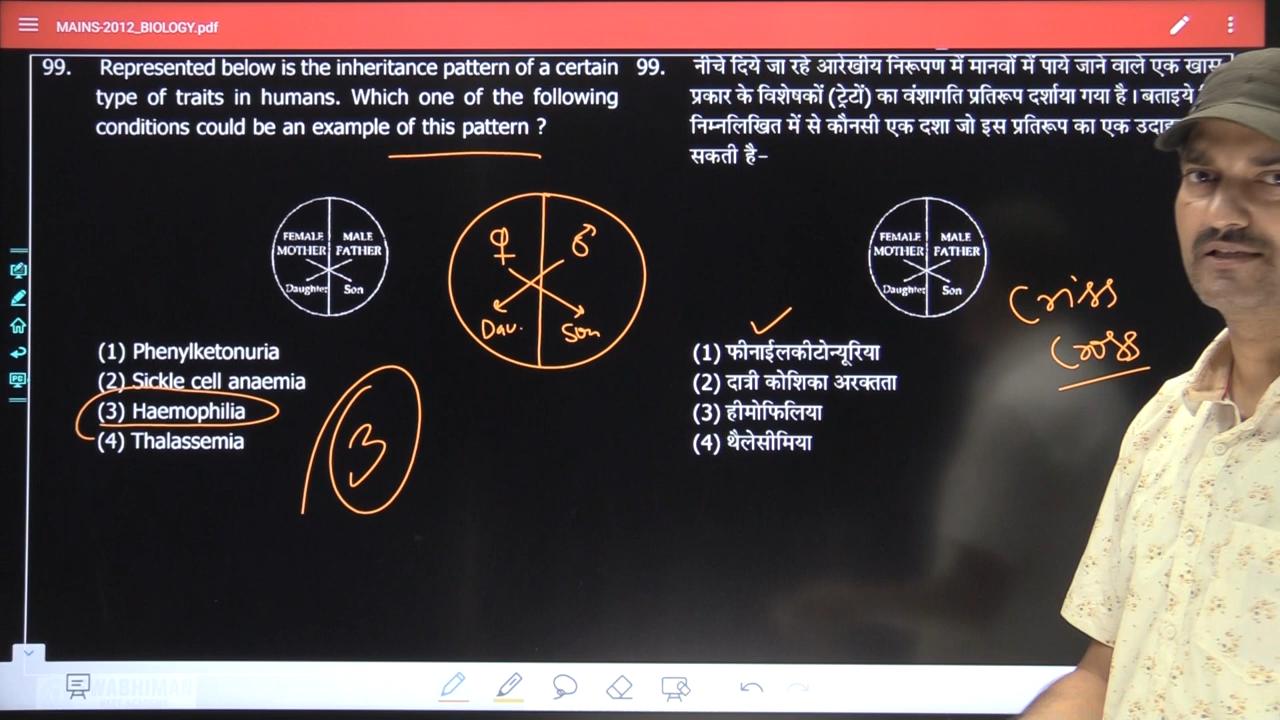 MAINS-2012_BIOLOGY.pdf
99. Represented below is the inheritance pattern of a certain
type of traits in humans. Which one of the following
conditions could be an example of this pattern ?
FEMALE MALE
MOTHER FATHER
Daughter Son
♀ ♂
Dau. Son
(1) Phenylketonuria
(2) Sickle cell anaemia
(3) Haemophilia
(4) Thalassemia
3
99. नीचे दिये जा रहे आरेखीय निरूपण में मानवों में पाये जाने वाले एक खास
प्रकार के विशेषकों (ट्रेटों) का वंशागति प्रतिरूप दर्शाया गया है। बताइये
निम्नलिखित में से कौनसी एक दशा जो इस प्रतिरूप का एक
सकती है-
FEMALE MALE
MOTHER FATHER
Daughter Son
Criss
Cross
(1) फीनाईलकीटोन्यूरिया
(2) दात्री कोशिका अरक्तता
(3) हीमोफिलिया
(4) थैलेसीमिया
PC